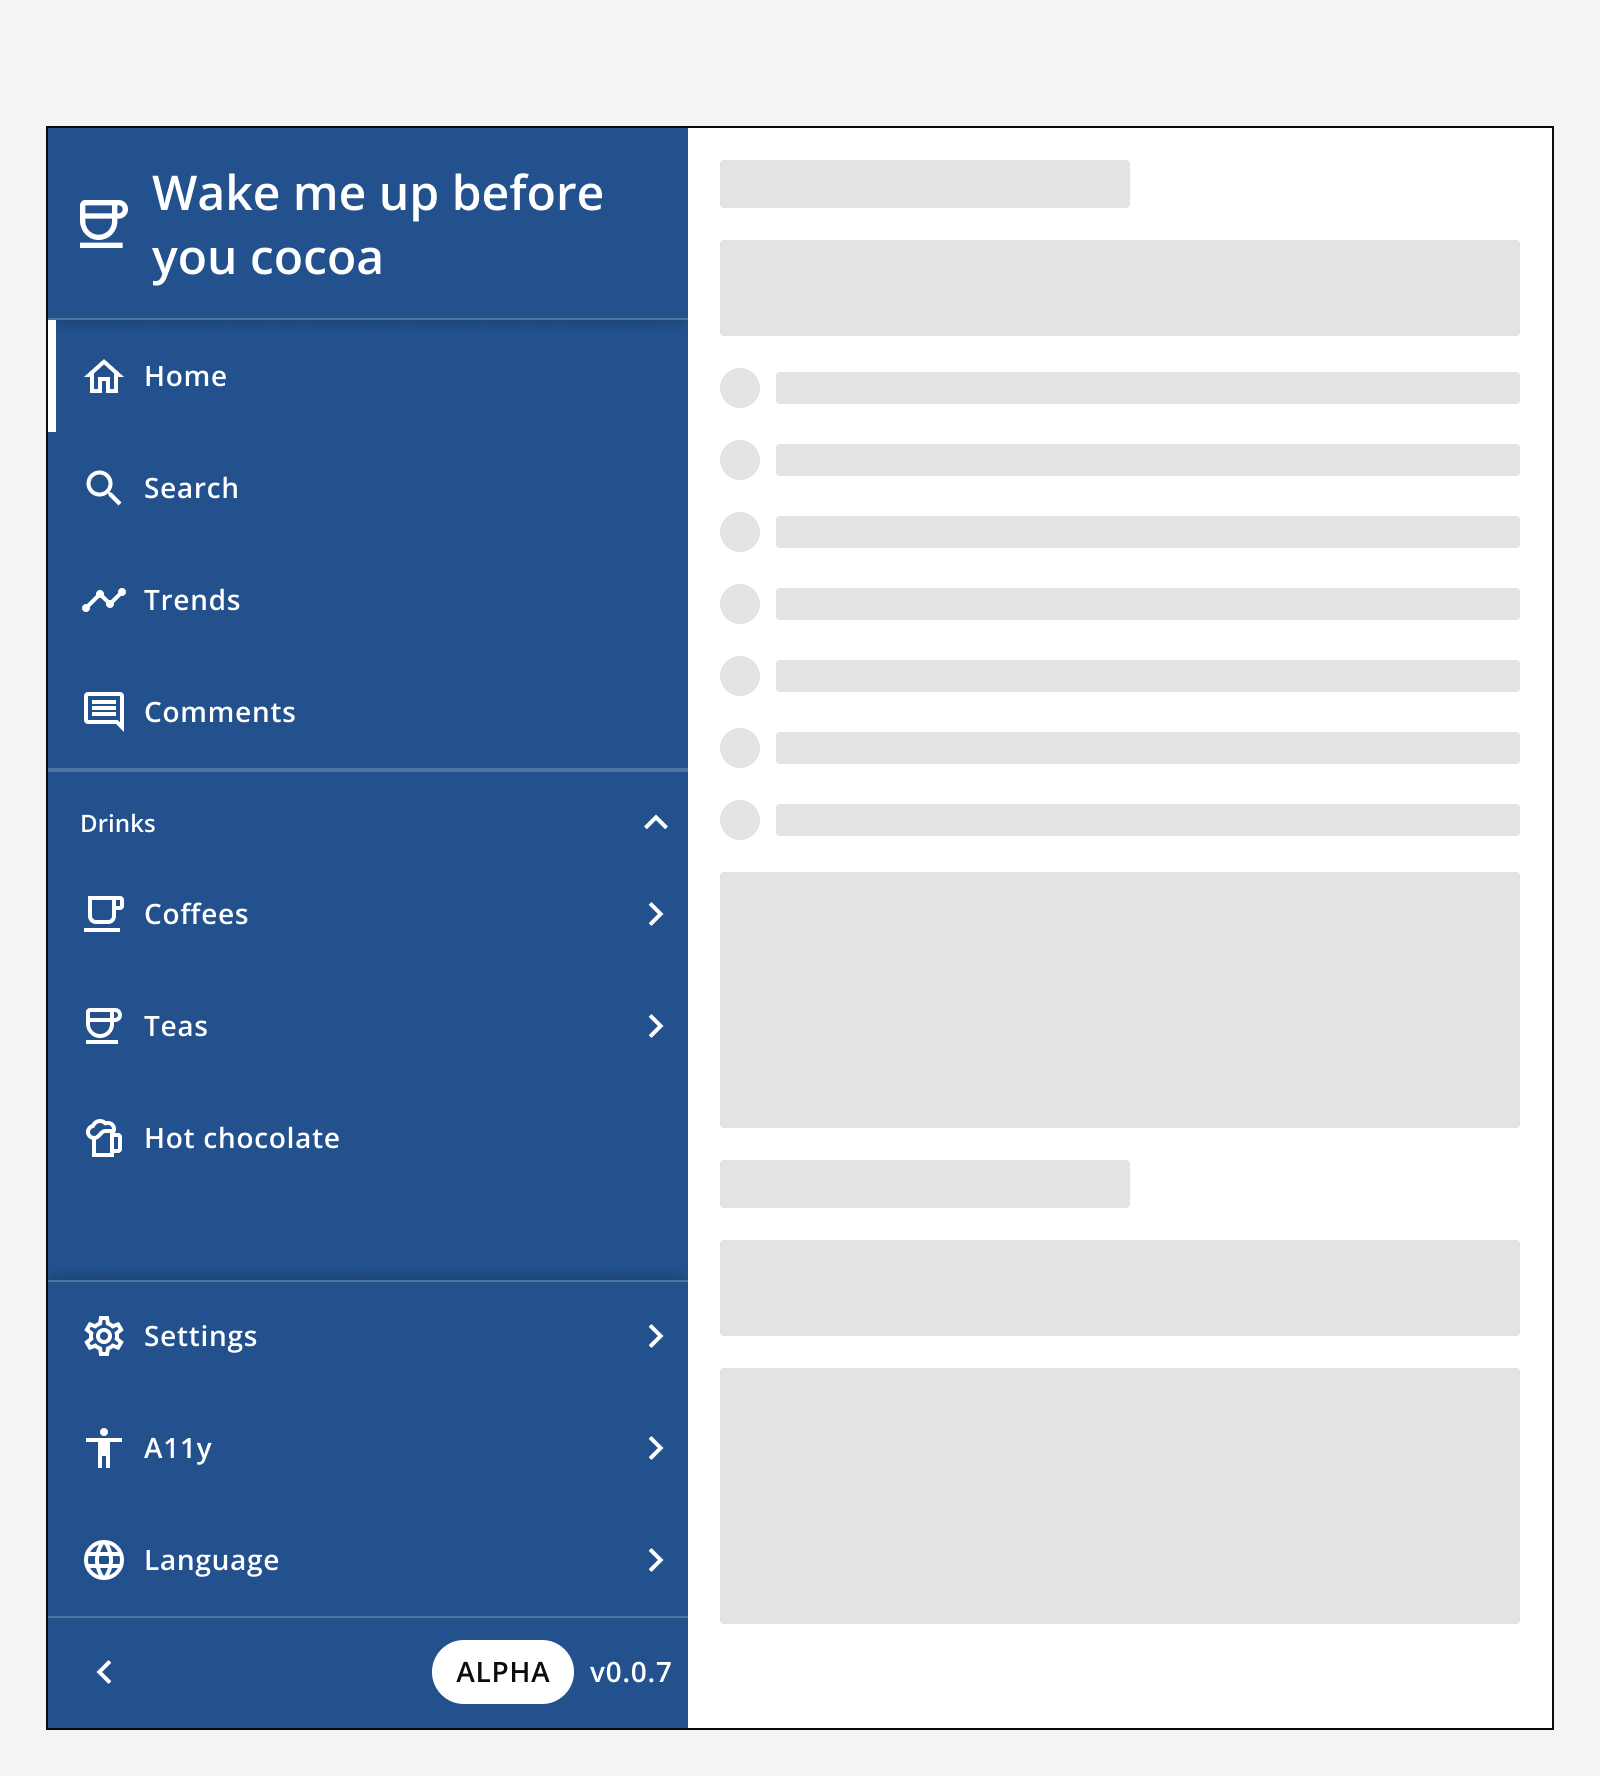 Wake me up before
you cocoa
Home
Search
Trends
Comments
Drinks
Coffees
Teas
Hot chocolate
Settings
A11y
Language
ALPHA v0.0.7